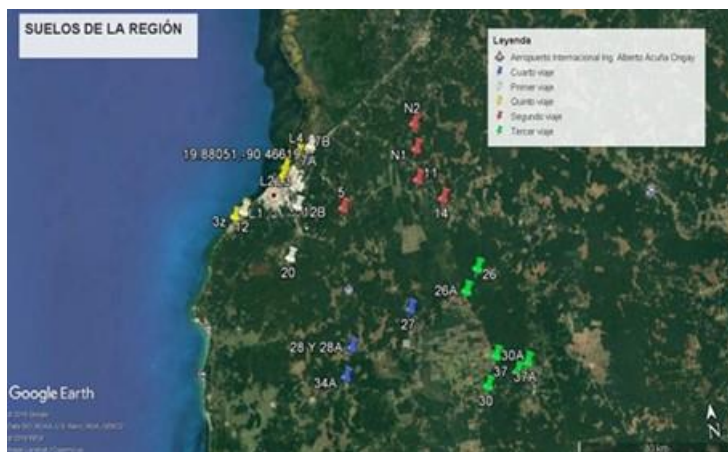 SUELOS DE LA REGIÓN
Leyenda
Aeropuerto Internacional Ing. Alberto Acuña Ongay
Cuarto viaje
Primer viaje
Quinto viaje
Segundo viaje
Tercer viaje
N2
L4
7B
19 88051 -90 46619
7A
N1
11
L2
5
14
3z
L1
12B
12
20
26
26A
27
28 Y 28A
30A
37
37A
34A
30
Google Earth
N